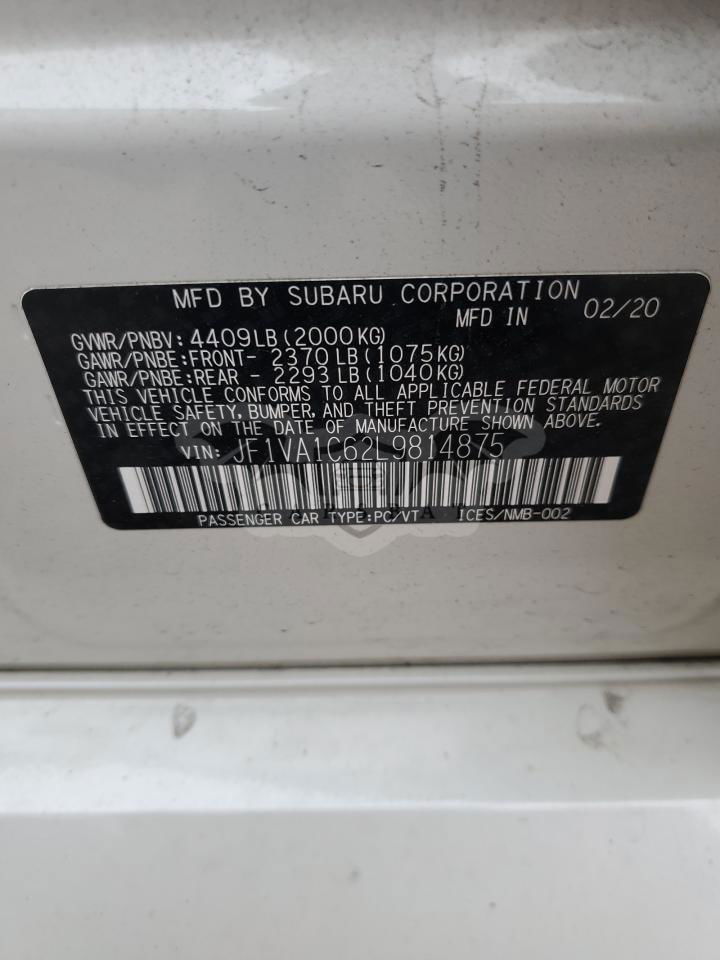 MFD BY SUBARU CORPORATION
MFD IN 02/20
GVWR/PNBV: 4409LB (2000KG)
GAWR/PNBE:FRONT- 2370 LB (1075KG)
GAWR/PNBE:REAR - 2293 LB (1040KG)
THIS VEHICLE CONFORMS TO ALL APPLICABLE FEDERAL MOTOR
VEHICLE SAFETY, BUMPER, AND THEFT PREVENTION STANDARDS
IN EFFECT ON THE DATE OF MANUFACTURE SHOWN ABOVE.
VIN: JF1VA1C62L9814875
PASSENGER CAR TYPE:PC/VT ICES/NMB-002